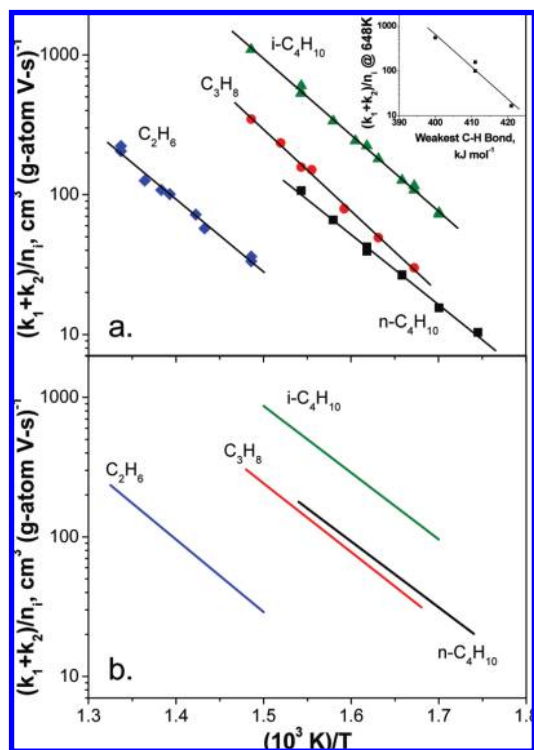 1000
100
10
(k₁+k₂)/nᵢ, cm³ (g-atom V-s)⁻¹
i-C₄H₁₀
C₃H₈
C₂H₆
n-C₄H₁₀
a.
(k₁+k₂)/nᵢ @ 648K
1000
100
10
390 400 410 420
Weakest C-H Bond,
kJ mol⁻¹
1000
100
10
(k₁+k₂)/nᵢ, cm³ (g-atom V-s)⁻¹
i-C₄H₁₀
C₃H₈
C₂H₆
n-C₄H₁₀
b.
1.3 1.4 1.5 1.6 1.7 1.8
(10³ K)/T